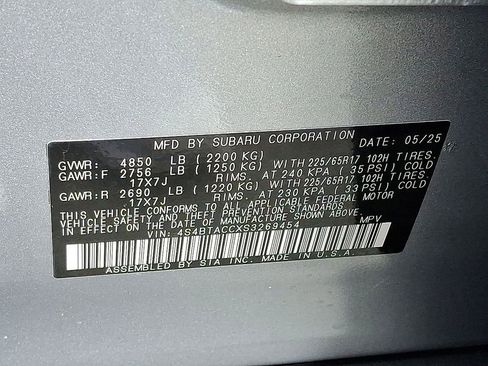 MFD BY SUBARU CORPORATION DATE: 05/25
GVWR: 4850 LB (2200 KG)
GAWR:F 2756 LB (1250 KG) WITH 225/65R17 102H TIRES.
17X7J RIMS. AT 240 KPA (35 PSI) COLD
GAWR:R 2690 LB (1220 KG) WITH 225/65R17 102H TIRES.
17X7J RIMS. AT 230 KPA (33 PSI) COLD
THIS VEHICLE CONFORMS TO ALL APPLICABLE FEDERAL MOTOR
VEHICLE SAFETY AND THEFT PREVENTION STANDARDS IN
EFFECT ON THE DATE OF MANUFACTURE SHOWN ABOVE.
VIN: 4S4BTACCXS3269454 MPV
ASSEMBLED BY SIA INC. MADE IN U.S.A.